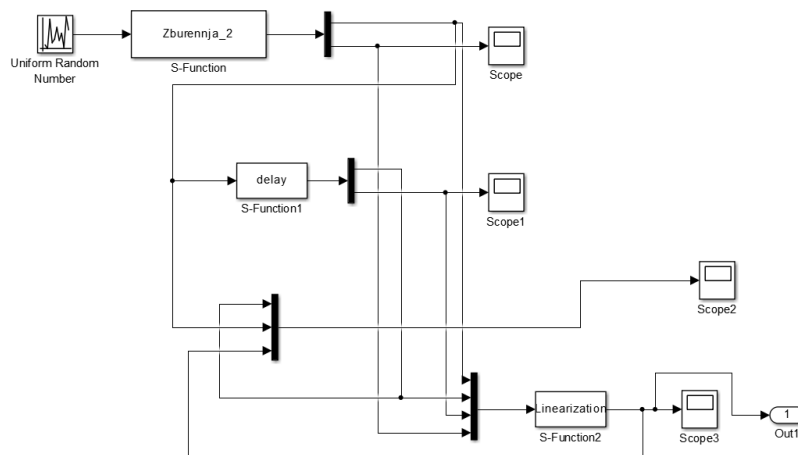 Zburennja_2
Uniform Random
Number
S-Function
Scope
delay
S-Function1
Scope1
Scope2
Linearization
S-Function2
Scope3
1
Out1